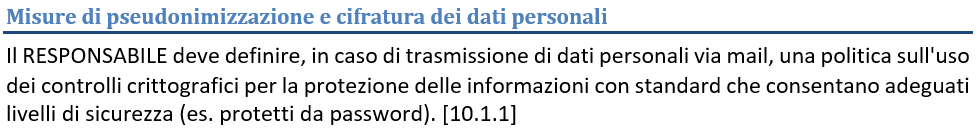 Misure di pseudonimizzazione e cifratura dei dati personali
Il RESPONSABILE deve definire, in caso di trasmissione di dati personali via mail, una politica sull'uso
dei controlli crittografici per la protezione delle informazioni con standard che consentano adeguati
livelli di sicurezza (es. protetti da password). [10.1.1]